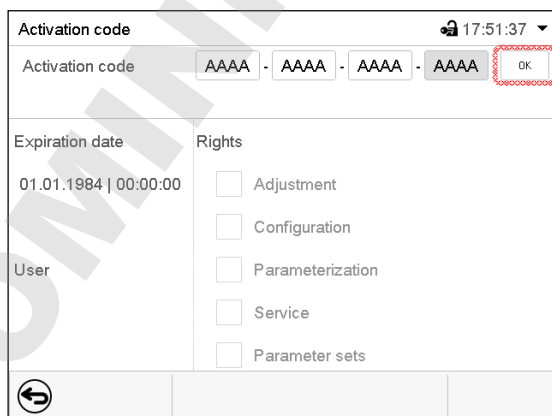 Activation code 17:51:37
Activation code AAAA - AAAA - AAAA - AAAA OK
Expiration date Rights
01.01.1984 | 00:00:00 Adjustment
Configuration
User Parameterization
Service
Parameter sets
OMINI